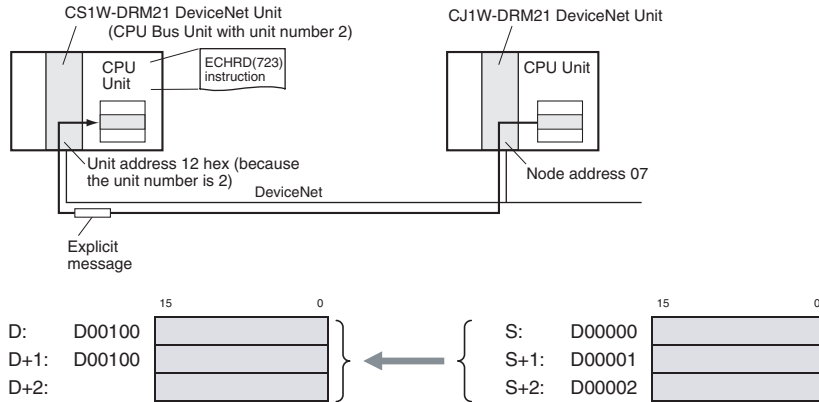 CS1W-DRM21 DeviceNet Unit
(CPU Bus Unit with unit number 2)
CJ1W-DRM21 DeviceNet Unit
CPU
Unit
ECHRD(723)
instruction
CPU Unit
Unit address 12 hex (because
the unit number is 2)
Node address 07
DeviceNet
Explicit
message
15 0
15 0
D: D00100
D+1: D00100
D+2:
S: D00000
S+1: D00001
S+2: D00002